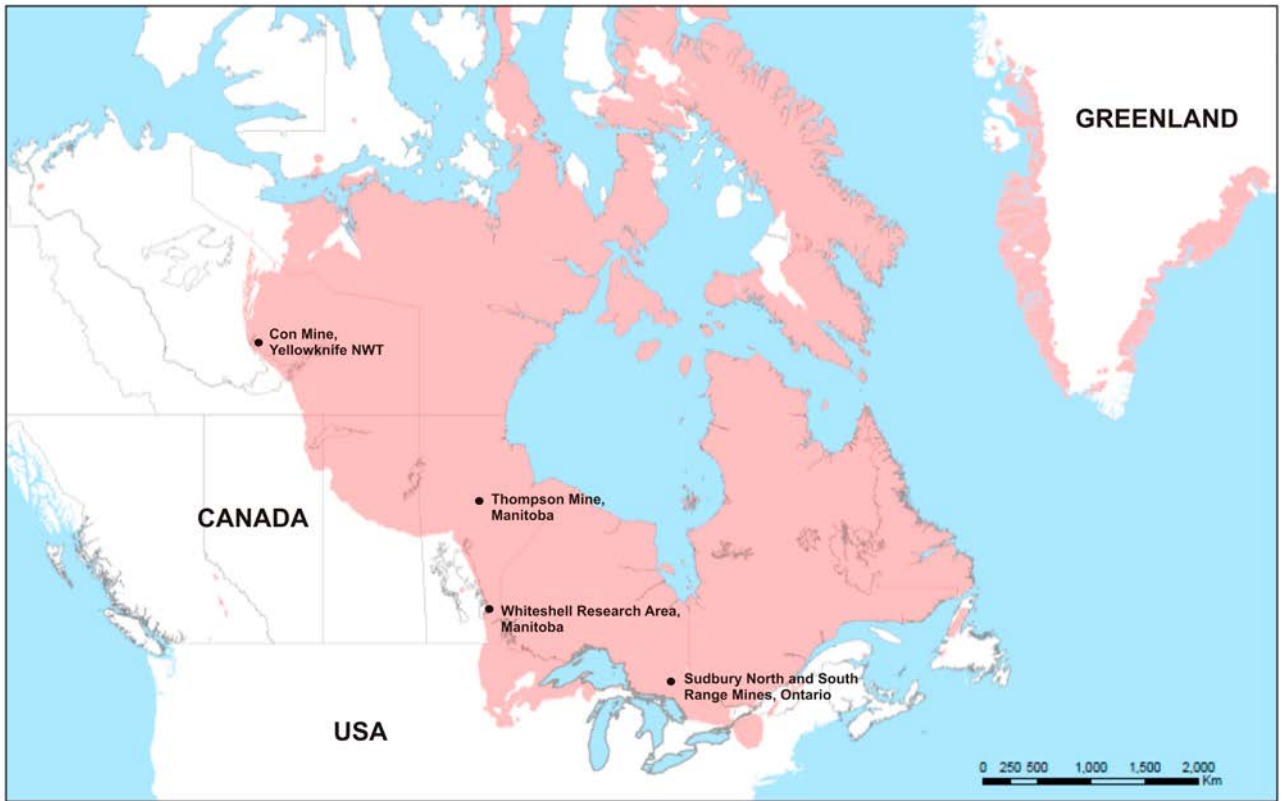 GREENLAND
Con Mine,
Yellowknife NWT
Thompson Mine,
Manitoba
CANADA
Whiteshell Research Area,
Manitoba
Sudbury North and South
Range Mines, Ontario
USA
0 250 500 1,000 1,500 2,000
Km